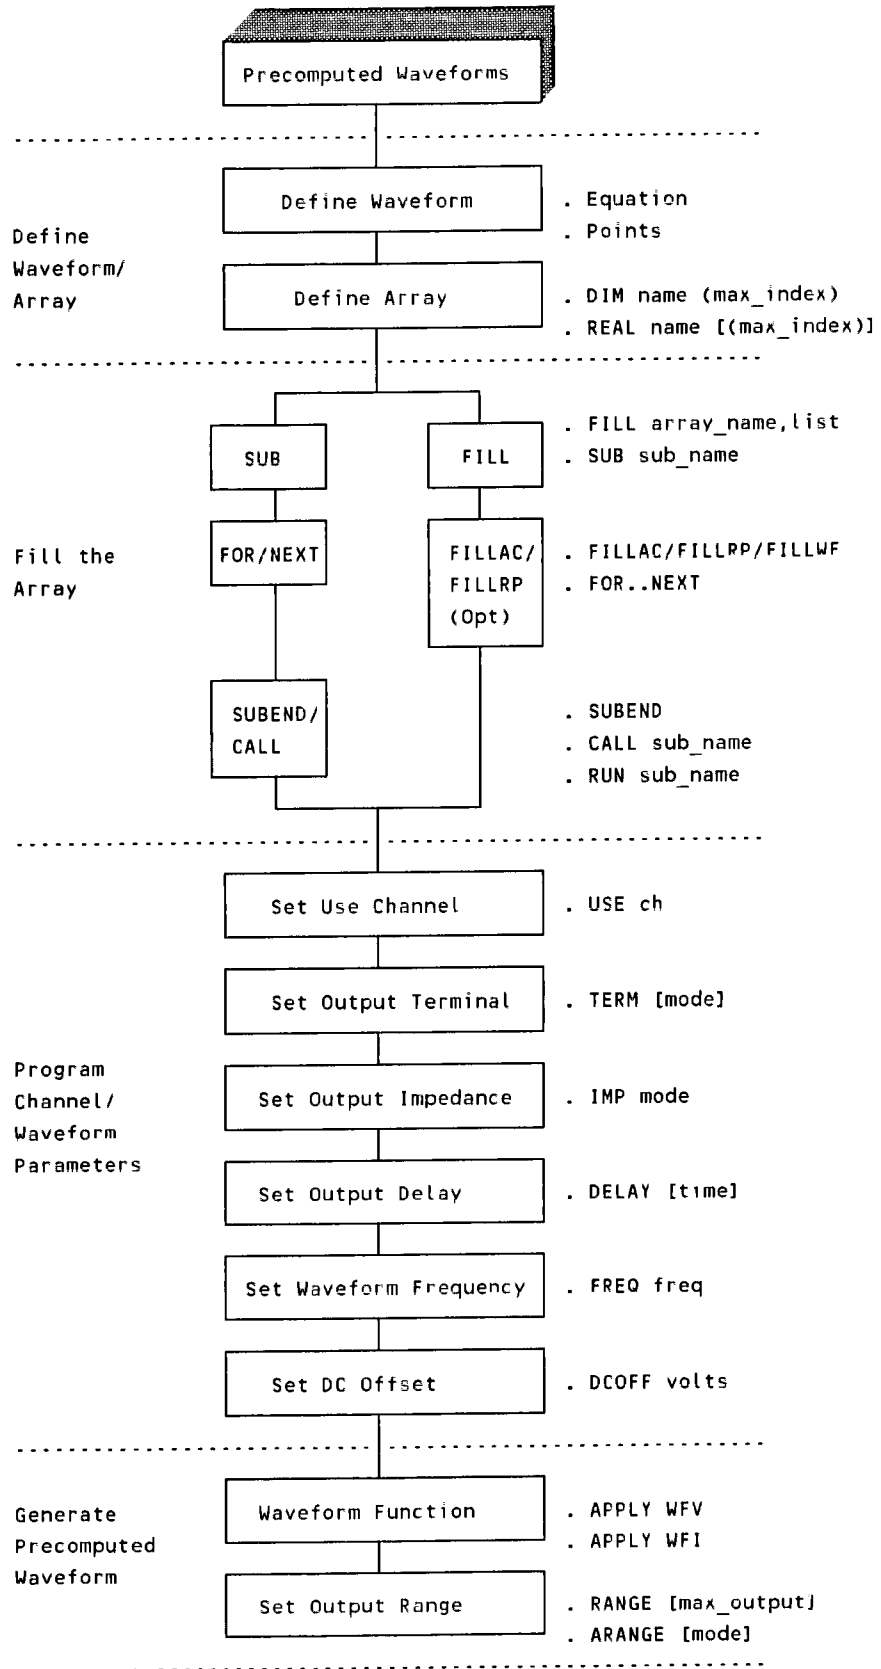 Precomputed Waveforms
Define Waveform
. Equation
. Points
Define
Waveform/
Array
Define Array
. DIM name (max_index)
. REAL name [(max_index)]
SUB
FILL
. FILL array_name,list
. SUB sub_name
Fill the
Array
FOR/NEXT
FILLAC/
FILLRP
(Opt)
. FILLAC/FILLRP/FILLWF
. FOR..NEXT
SUBEND/
CALL
. SUBEND
. CALL sub_name
. RUN sub_name
Set Use Channel
. USE ch
Set Output Terminal
. TERM [mode]
Program
Channel/
Waveform
Parameters
Set Output Impedance
. IMP mode
Set Output Delay
. DELAY [time]
Set Waveform Frequency
. FREQ freq
Set DC Offset
. DCOFF volts
Generate
Precomputed
Waveform
Waveform Function
. APPLY WFV
. APPLY WFI
Set Output Range
. RANGE [max_output]
. ARANGE [mode]